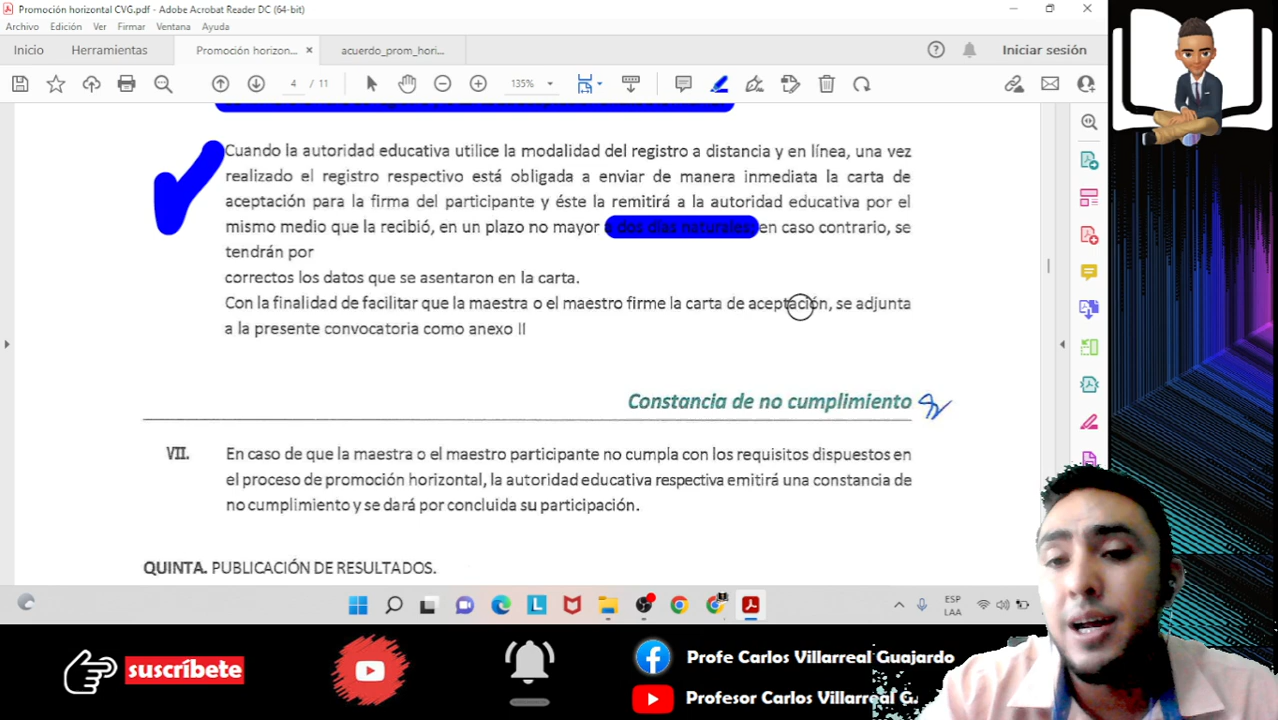 Promoción horizontal CVG.pdf - Adobe Acrobat Reader DC (64-bit)
Archivo Edición Ver Firmar Ventana Ayuda
Inicio Herramientas Promoción horizon... × acuerdo_prom_hori... Iniciar sesión
4 / 11 135%
Cuando la autoridad educativa utilice la modalidad del registro a distancia y en línea, una vez
realizado el registro respectivo está obligada a enviar de manera inmediata la carta de
aceptación para la firma del participante y éste la remitirá a la autoridad educativa por el
mismo medio que la recibió, en un plazo no mayor a dos días naturales; en caso contrario, se
tendrán por
correctos los datos que se asentaron en la carta.
Con la finalidad de facilitar que la maestra o el maestro firme la carta de aceptación, se adjunta
a la presente convocatoria como anexo II
Constancia de no cumplimiento
VII. En caso de que la maestra o el maestro participante no cumpla con los requisitos dispuestos en
el proceso de promoción horizontal, la autoridad educativa respectiva emitirá una constancia de
no cumplimiento y se dará por concluida su participación.
QUINTA. PUBLICACIÓN DE RESULTADOS.
ESP
LAA
suscríbete
Profe Carlos Villarreal Guajardo
Profesor Carlos Villarreal G.